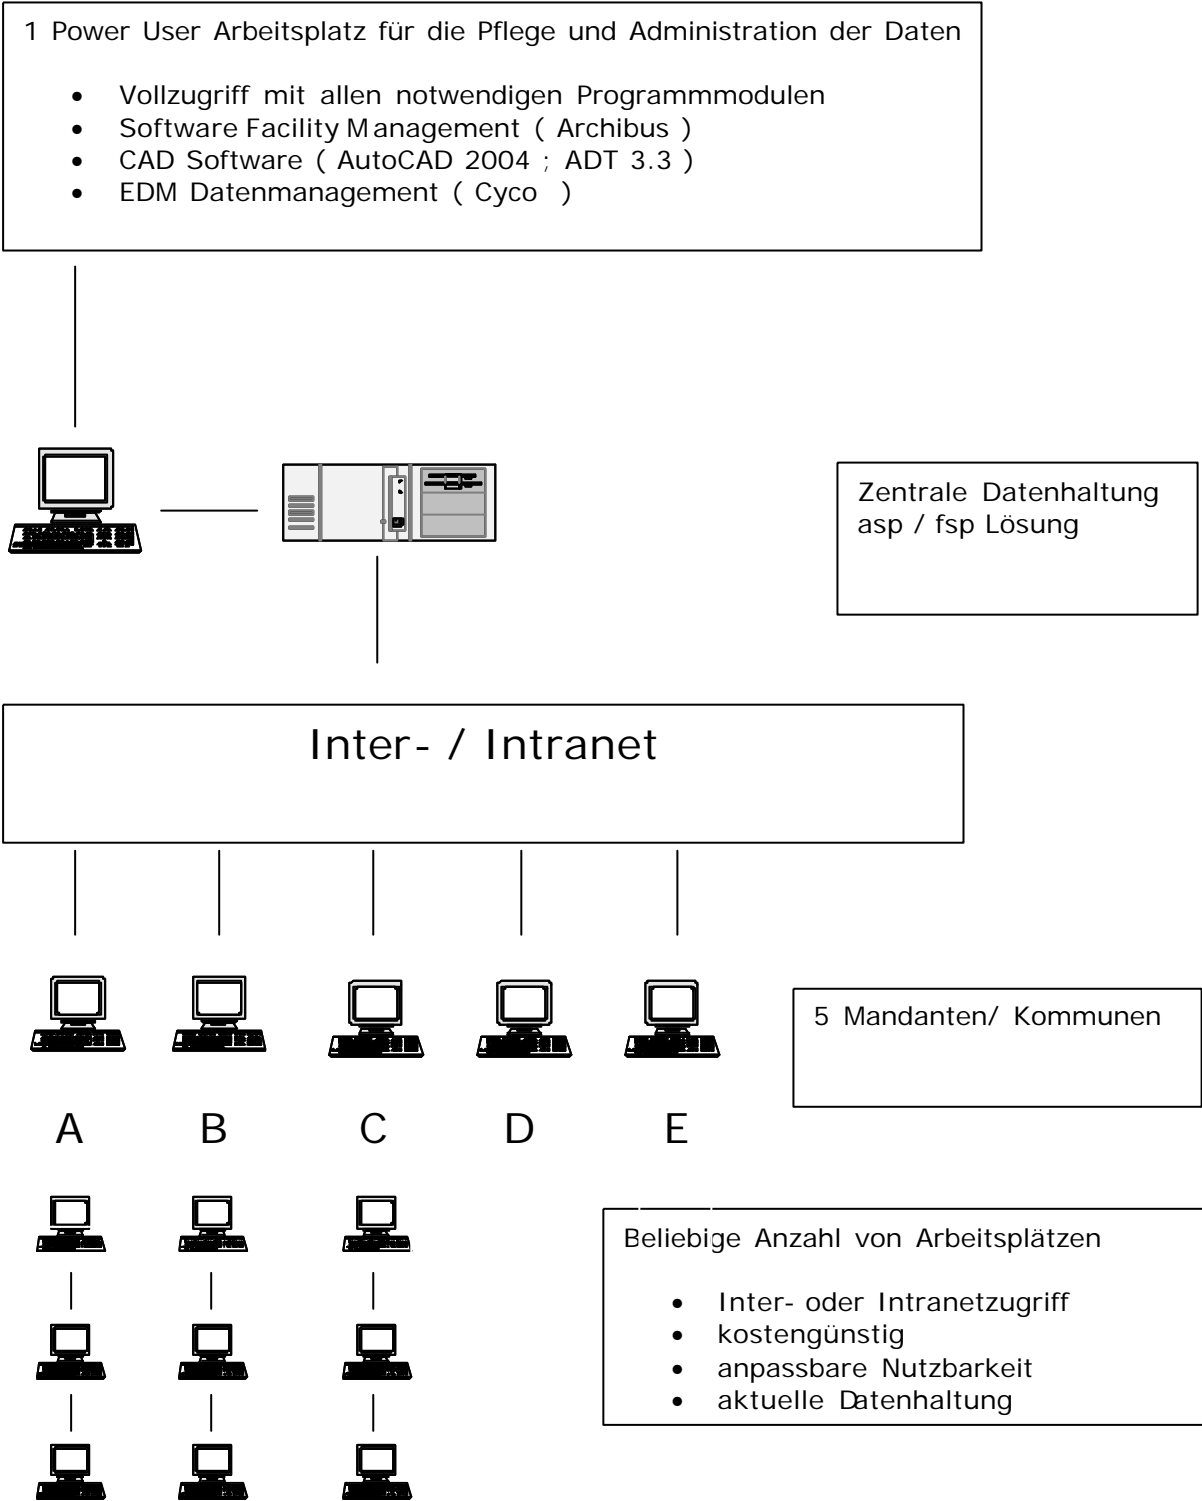 1 Power User Arbeitsplatz für die Pflege und Administration der Daten
• Vollzugriff mit allen notwendigen Programmmodulen
• Software Facility Management ( Archibus )
• CAD Software ( AutoCAD 2004 ; ADT 3.3 )
• EDM Datenmanagement ( Cyco )
Zentrale Datenhaltung
asp / fsp Lösung
Inter- / Intranet
5 Mandanten/ Kommunen
A B C D E
Beliebige Anzahl von Arbeitsplätzen
• Inter- oder Intranetzugriff
• kostengünstig
• anpassbare Nutzbarkeit
• aktuelle Datenhaltung